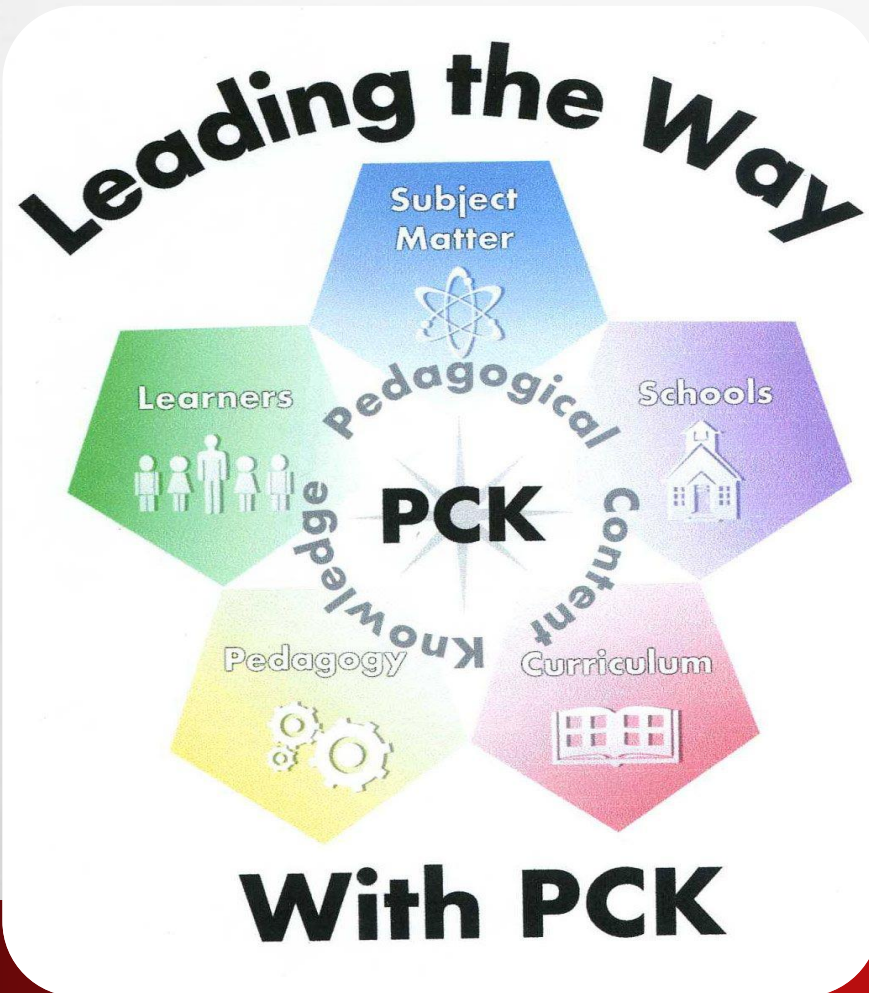 Leading the Way
Subject
Matter
Learners
Schools
Pedagogical
Content
Knowledge
PCK
Pedagogy
Curriculum
With PCK